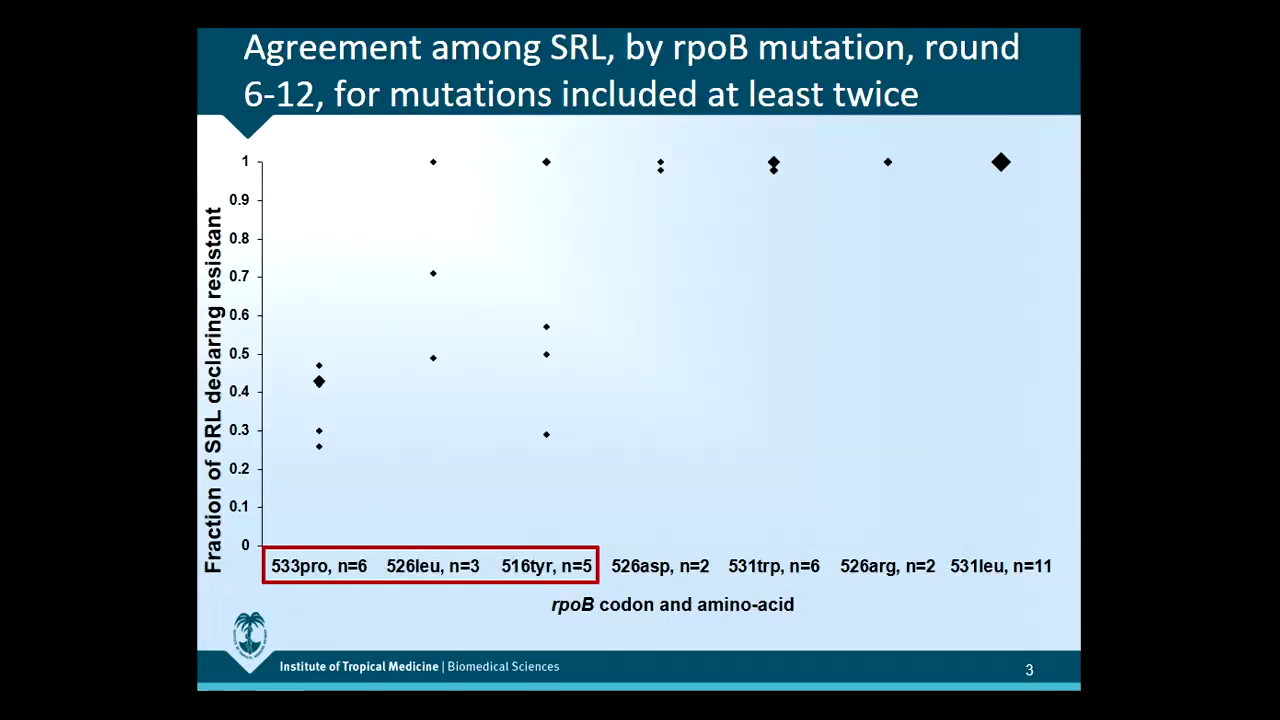 Agreement among SRL, by rpoB mutation, round
6-12, for mutations included at least twice
Fraction of SRL declaring resistant
1
0.9
0.8
0.7
0.6
0.5
0.4
0.3
0.2
0.1
0
533pro, n=6 526leu, n=3 516tyr, n=5 526asp, n=2 531trp, n=6 526arg, n=2 531leu, n=11
rpoB codon and amino-acid
Institute of Tropical Medicine | Biomedical Sciences
3